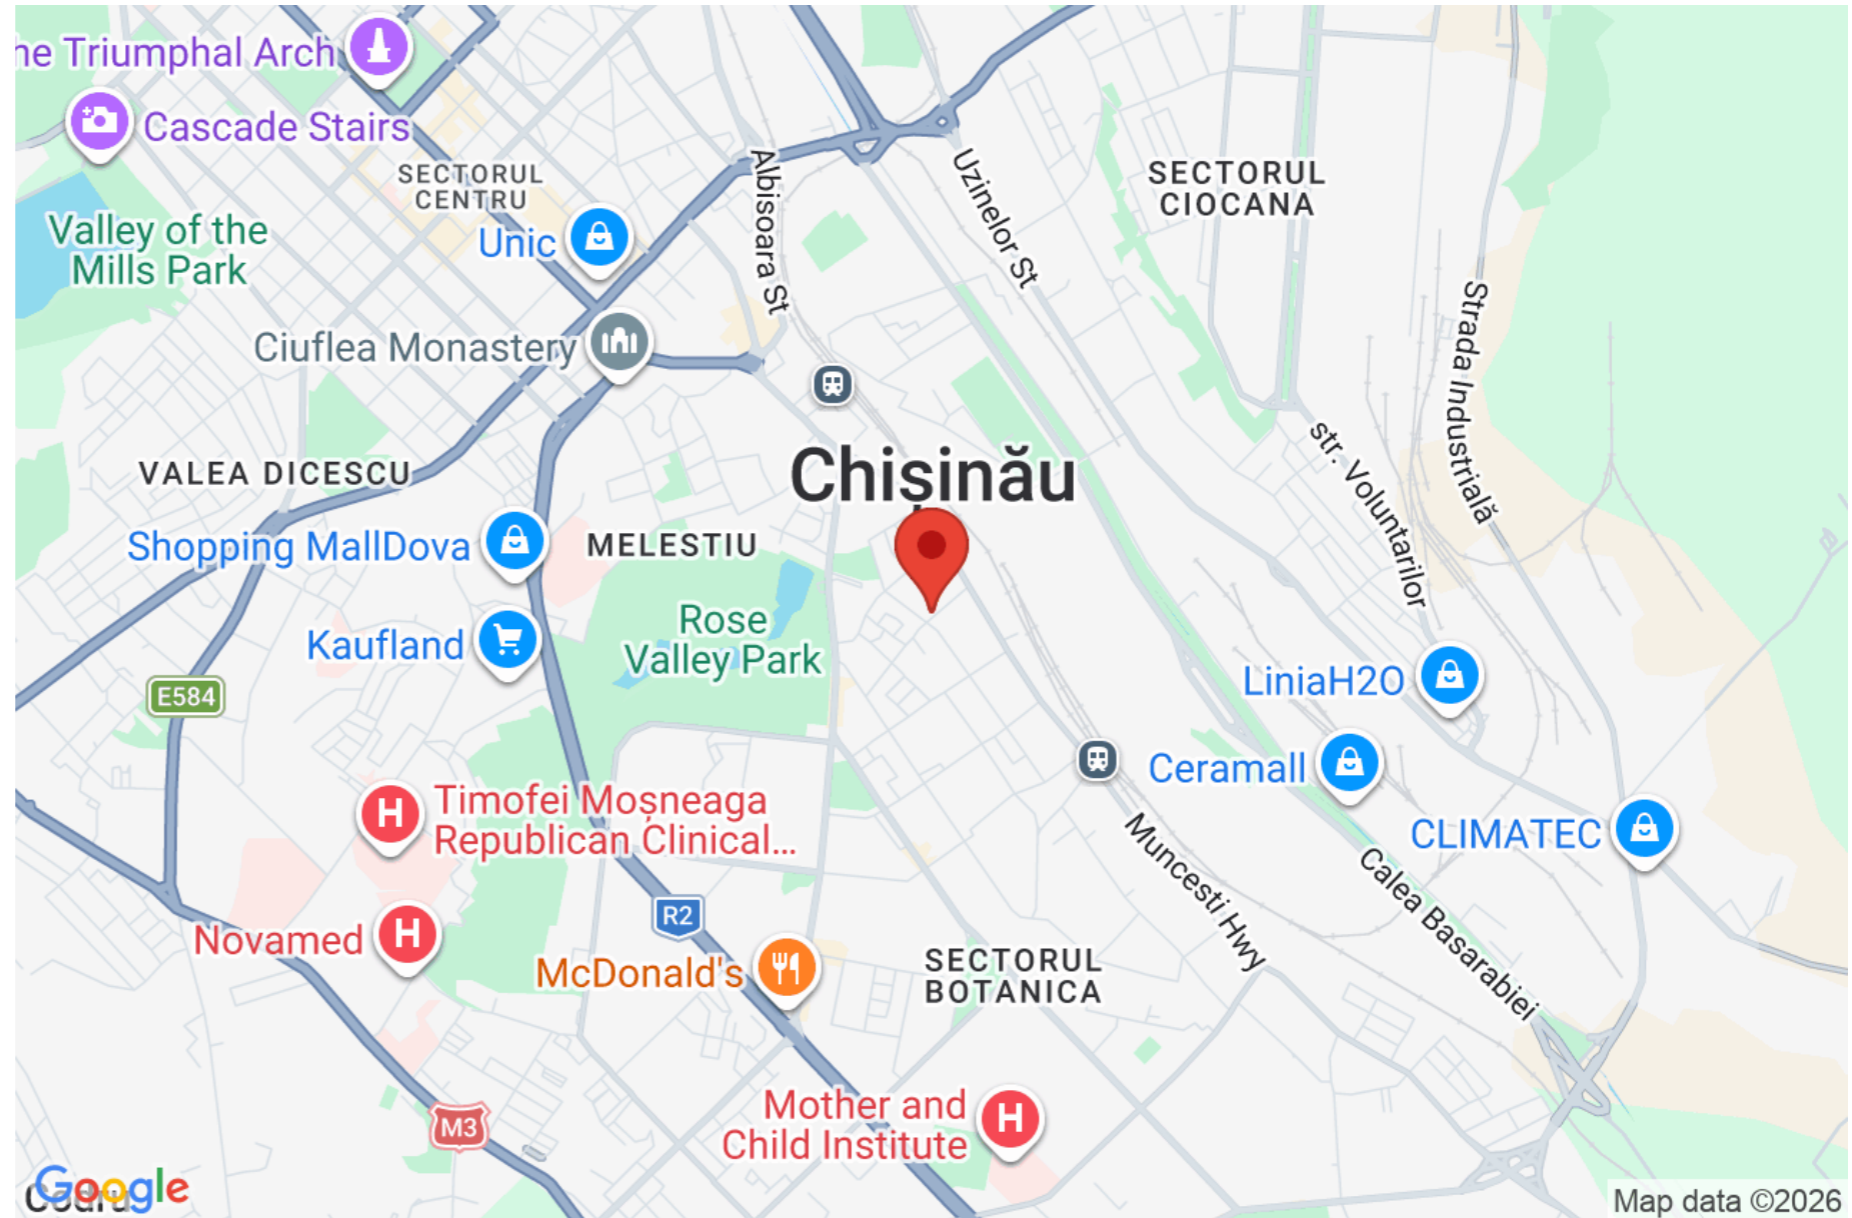 he Triumphal Arch
Cascade Stairs
SECTORUL
CENTRU
Valley of the
Mills Park
Unic
Albisoara St
Uzinelor St
SECTORUL
CIOCANA
Ciuflea Monastery
Strada Industrială
VALEA DICESCU
Chișinău
str. Voluntarilor
Shopping MallDova
MELESTIU
Kaufland
Rose
Valley Park
E584
LiniaH2O
Ceramall
Timofei Moșneaga
Republican Clinical...
H
CLIMATEC
Muncesti Hwy
Calea Basarabiei
R2
Novamed
H
McDonald's
SECTORUL
BOTANICA
M3
Mother and
Child Institute
H
Google
Codru
Map data ©2026